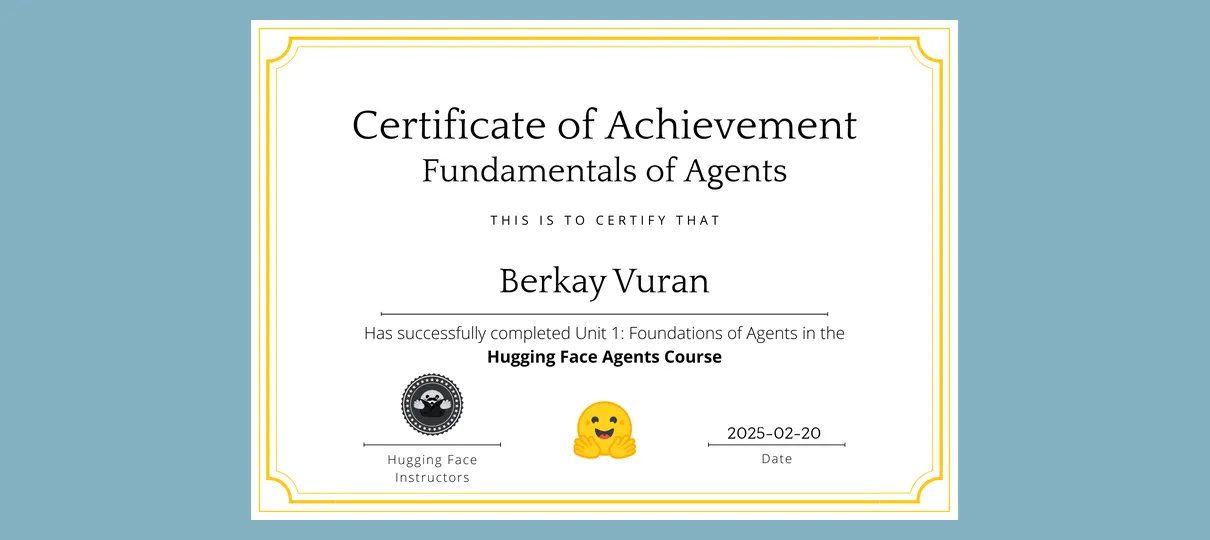 Certificate of Achievement
Fundamentals of Agents
THIS IS TO CERTIFY THAT
Berkay Vuran
Has successfully completed Unit 1: Foundations of Agents in the
Hugging Face Agents Course
2025-02-20
Hugging Face
Instructors
Date